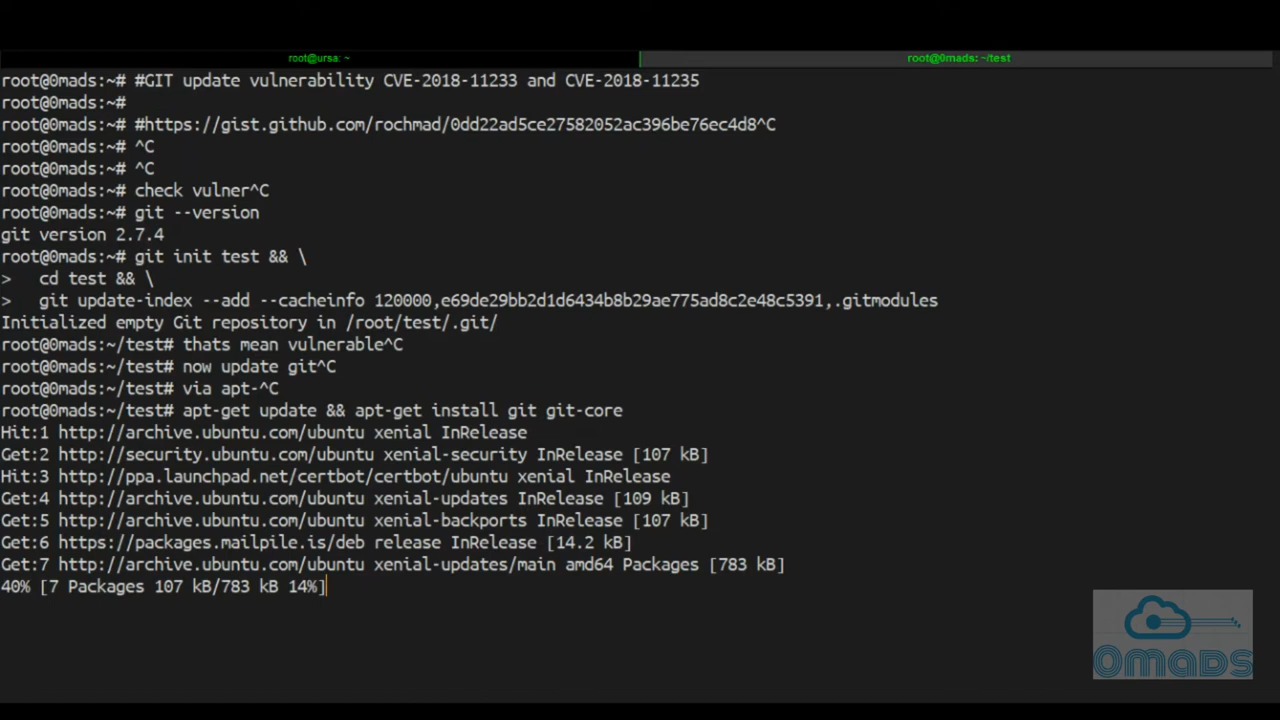 root@ursa: ~
root@0mads: ~/test
root@0mads:~# #GIT update vulnerability CVE-2018-11233 and CVE-2018-11235
root@0mads:~#
root@0mads:~# #https://gist.github.com/rochmad/0dd22ad5ce27582052ac396be76ec4d8^C
root@0mads:~# ^C
root@0mads:~# ^C
root@0mads:~# check vulner^C
root@0mads:~# git --version
git version 2.7.4
root@0mads:~# git init test && \
>   cd test && \
>   git update-index --add --cacheinfo 120000,e69de29bb2d1d6434b8b29ae775ad8c2e48c5391,.gitmodules
Initialized empty Git repository in /root/test/.git/
root@0mads:~/test# thats mean vulnerable^C
root@0mads:~/test# now update git^C
root@0mads:~/test# via apt-^C
root@0mads:~/test# apt-get update && apt-get install git git-core
Hit:1 http://archive.ubuntu.com/ubuntu xenial InRelease
Get:2 http://security.ubuntu.com/ubuntu xenial-security InRelease [107 kB]
Hit:3 http://ppa.launchpad.net/certbot/certbot/ubuntu xenial InRelease
Get:4 http://archive.ubuntu.com/ubuntu xenial-updates InRelease [109 kB]
Get:5 http://archive.ubuntu.com/ubuntu xenial-backports InRelease [107 kB]
Get:6 https://packages.mailpile.is/deb release InRelease [14.2 kB]
Get:7 http://archive.ubuntu.com/ubuntu xenial-updates/main amd64 Packages [783 kB]
40% [7 Packages 107 kB/783 kB 14%]
0mads